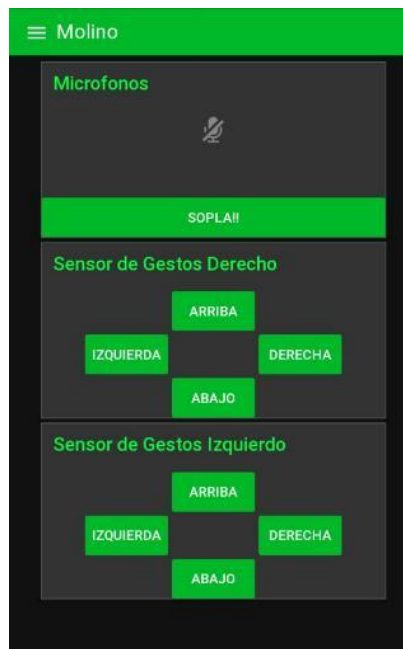 Molino
Microfonos
SOPLA!!
Sensor de Gestos Derecho
ARRIBA
IZQUIERDA DERECHA
ABAJO
Sensor de Gestos Izquierdo
ARRIBA
IZQUIERDA DERECHA
ABAJO